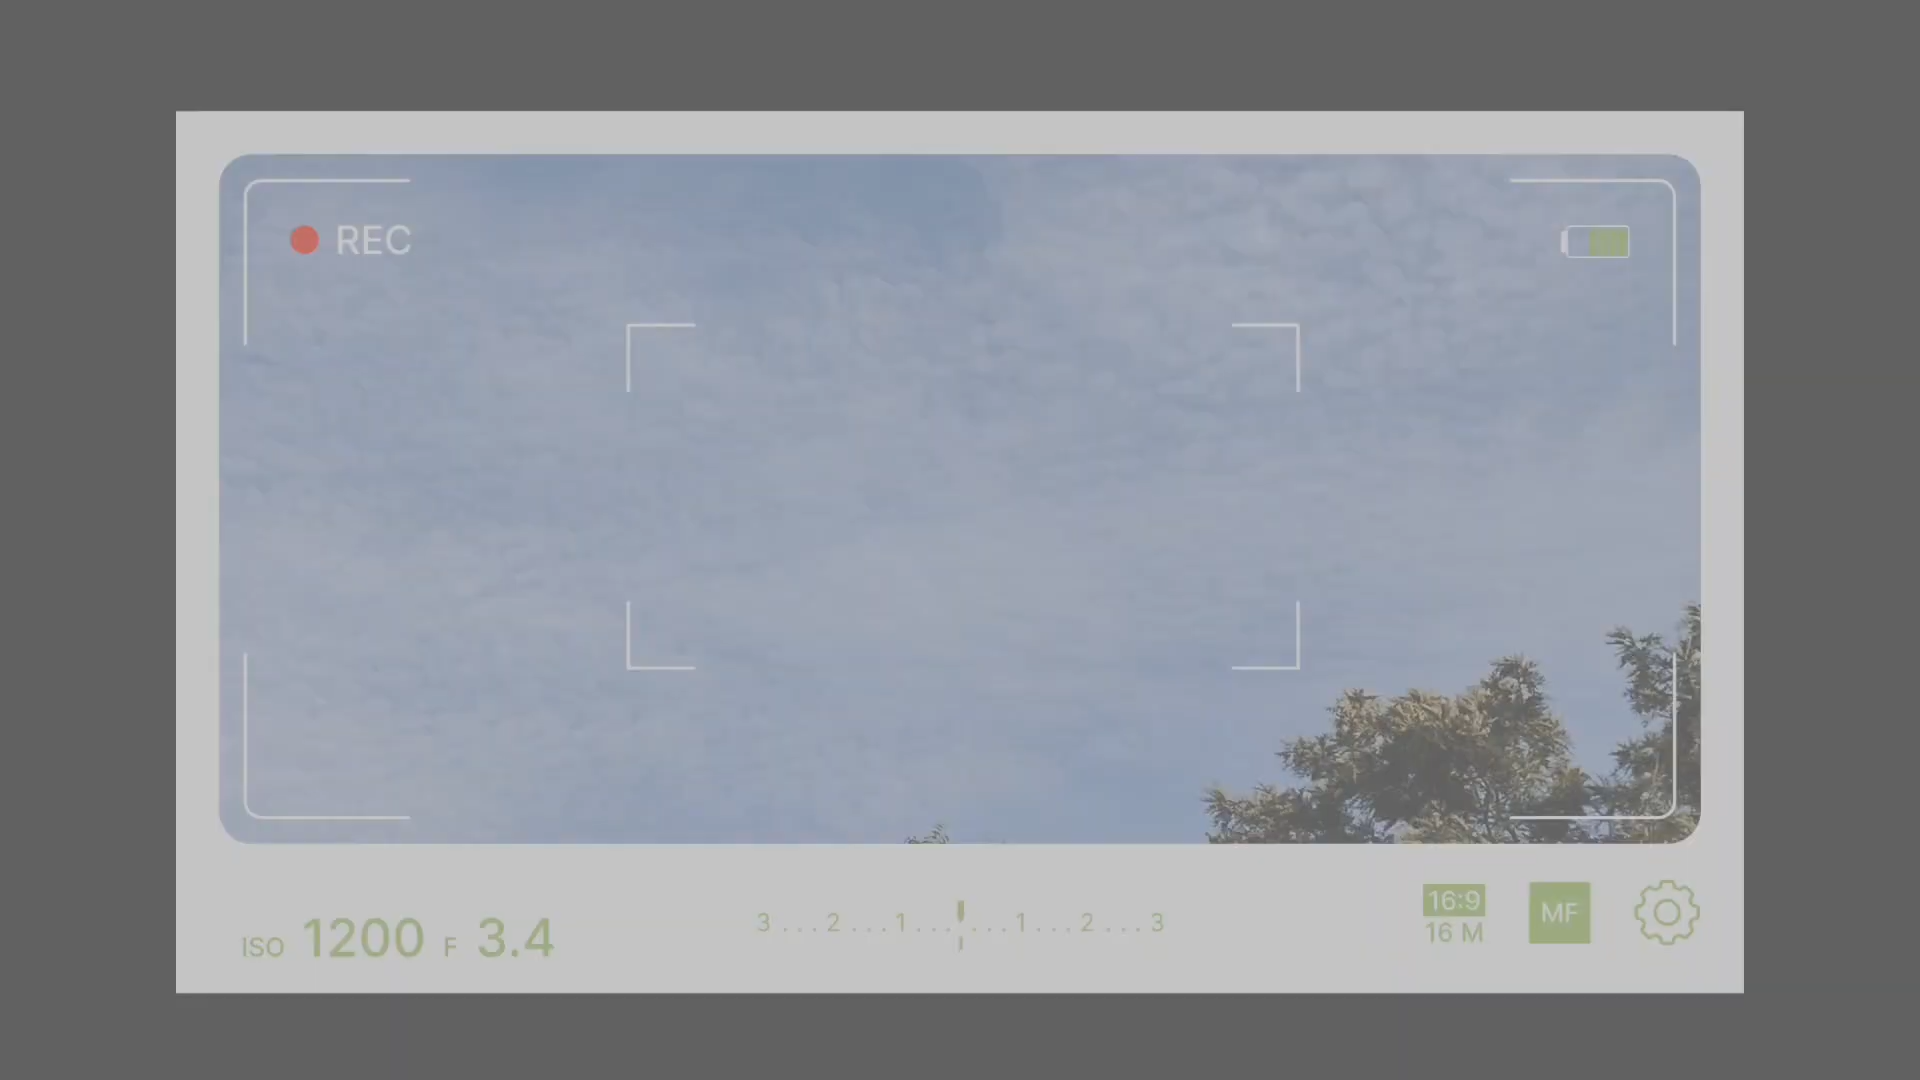 REC
ISO 1200 F 3.4
3 . . . 2 . . . 1 . . . . . . 1 . . . 2 . . . 3
16:9
16 M
MF